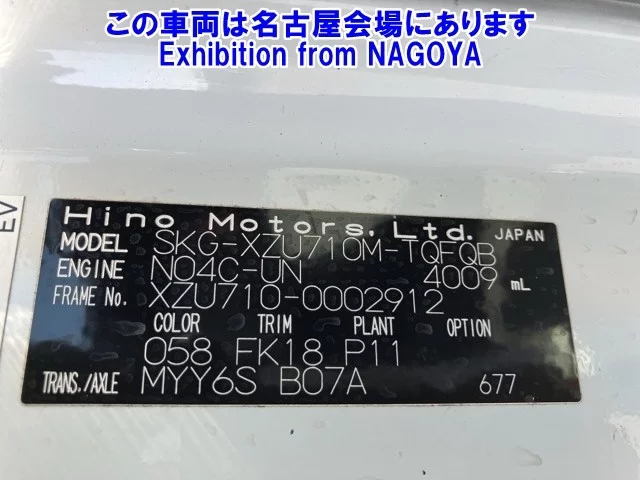 この車両は名古屋会場にあります
Exhibition from NAGOYA
EV
Hino Motors, Ltd. JAPAN
MODEL SKG-XZU710M-TQFQB
ENGINE N04C-UN 4009 mL
FRAME No. XZU710-0002912
COLOR TRIM PLANT OPTION
058 FK18 P11
TRANS./AXLE MYY6S B07A 677